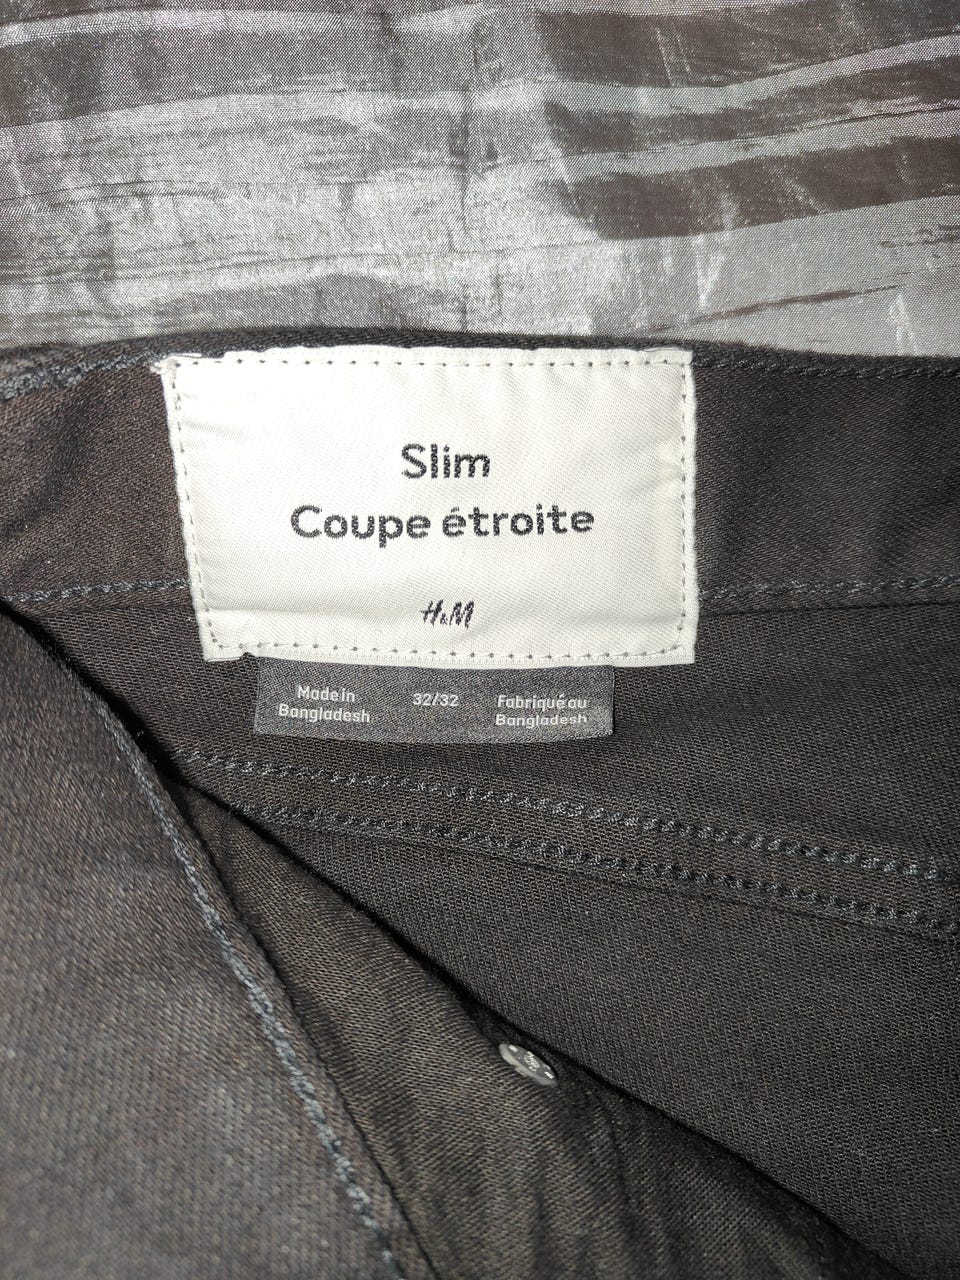 Slim
Coupe étroite
H&M
Made in
Bangladesh
32/32
Fabriqué au
Bangladesh